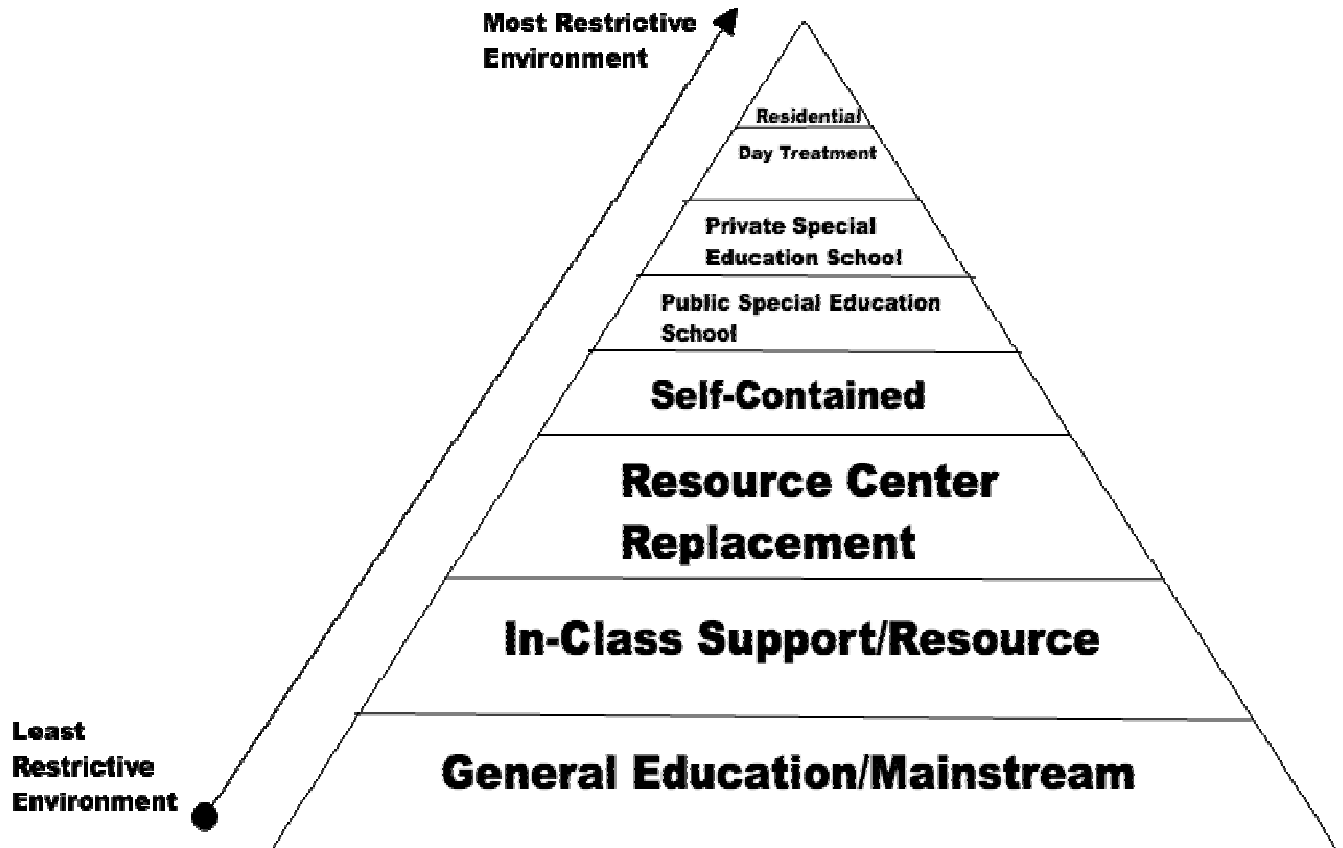 Most Restrictive
Environment
Residential
Day Treatment
Private Special
Education School
Public Special Education
School
Self-Contained
Resource Center
Replacement
In-Class Support/Resource
Least
Restrictive
Environment
General Education/Mainstream